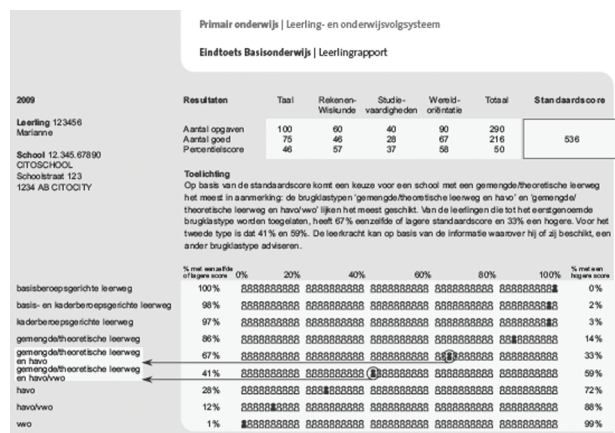 Primair onderwijs | Leerling- en onderwijsvolgsysteem
Eindtoets Basisonderwijs | Leerlingrapport
2009
Leerling 123456
Marianne
School 12.345.67890
CITOSCHOOL
Schoolstraat 123
1234 AB CITOCITY
Resultaten Taal Rekenen-Wiskunde Studie-vaardigheden Wereld-oriëntatie Totaal Standaardscore
Aantal opgaven 100 60 40 90 290
Aantal goed 75 46 28 67 216 536
Percentielscore 46 57 37 58 50
Toelichting
Op basis van de standaardscore komt een keuze voor een school met een gemengde/theoretische leerweg
het meest in aanmerking: de brugklastypen 'gemengde/theoretische leerweg en havo' en 'gemengde/
theoretische leerweg en havo/vwo' lijken het meest geschikt. Van de leerlingen die tot het eerstgenoemde
brugklastype worden toegelaten, heeft 67% eenzelfde of lagere standaardscore en 33% een hogere. Voor het
tweede type is dat 41% en 59%. De leerkracht kan op basis van de informatie waarover hij of zij beschikt, een
ander brugklastype adviseren.
% met eenzelfde of lagere score 0% 20% 40% 60% 80% 100% % met een hogere score
basisberoepsgerichte leerweg 100% 0%
basis- en kaderberoepsgerichte leerweg 98% 2%
kaderberoepsgerichte leerweg 97% 3%
gemengde/theoretische leerweg 86% 14%
gemengde/theoretische leerweg
en havo 67% 33%
gemengde/theoretische leerweg
en havo/vwo 41% 59%
havo 28% 72%
havo/vwo 12% 88%
vwo 1% 99%